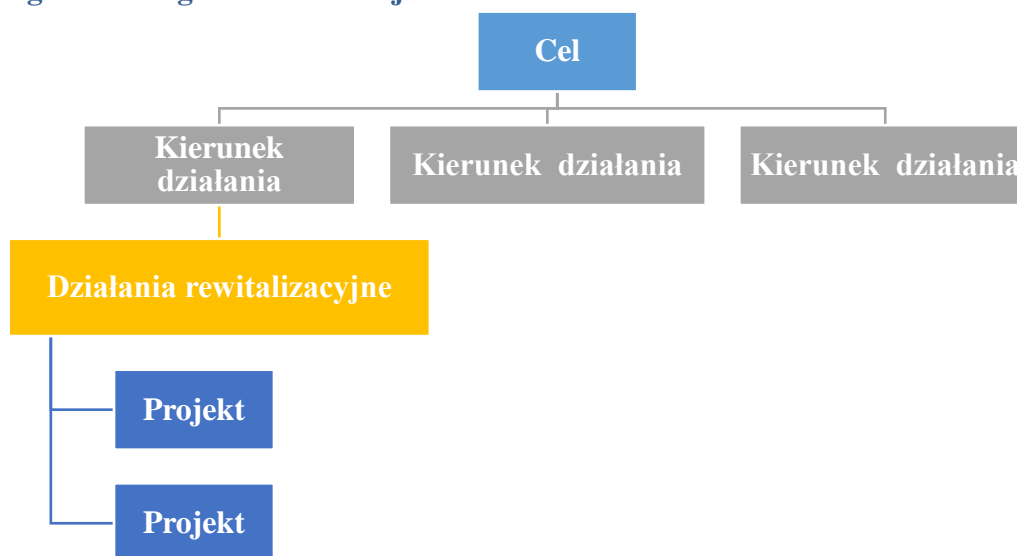 Cel
Kierunek
działania
Kierunek działania
Kierunek działania
Działania rewitalizacyjne
Projekt
Projekt